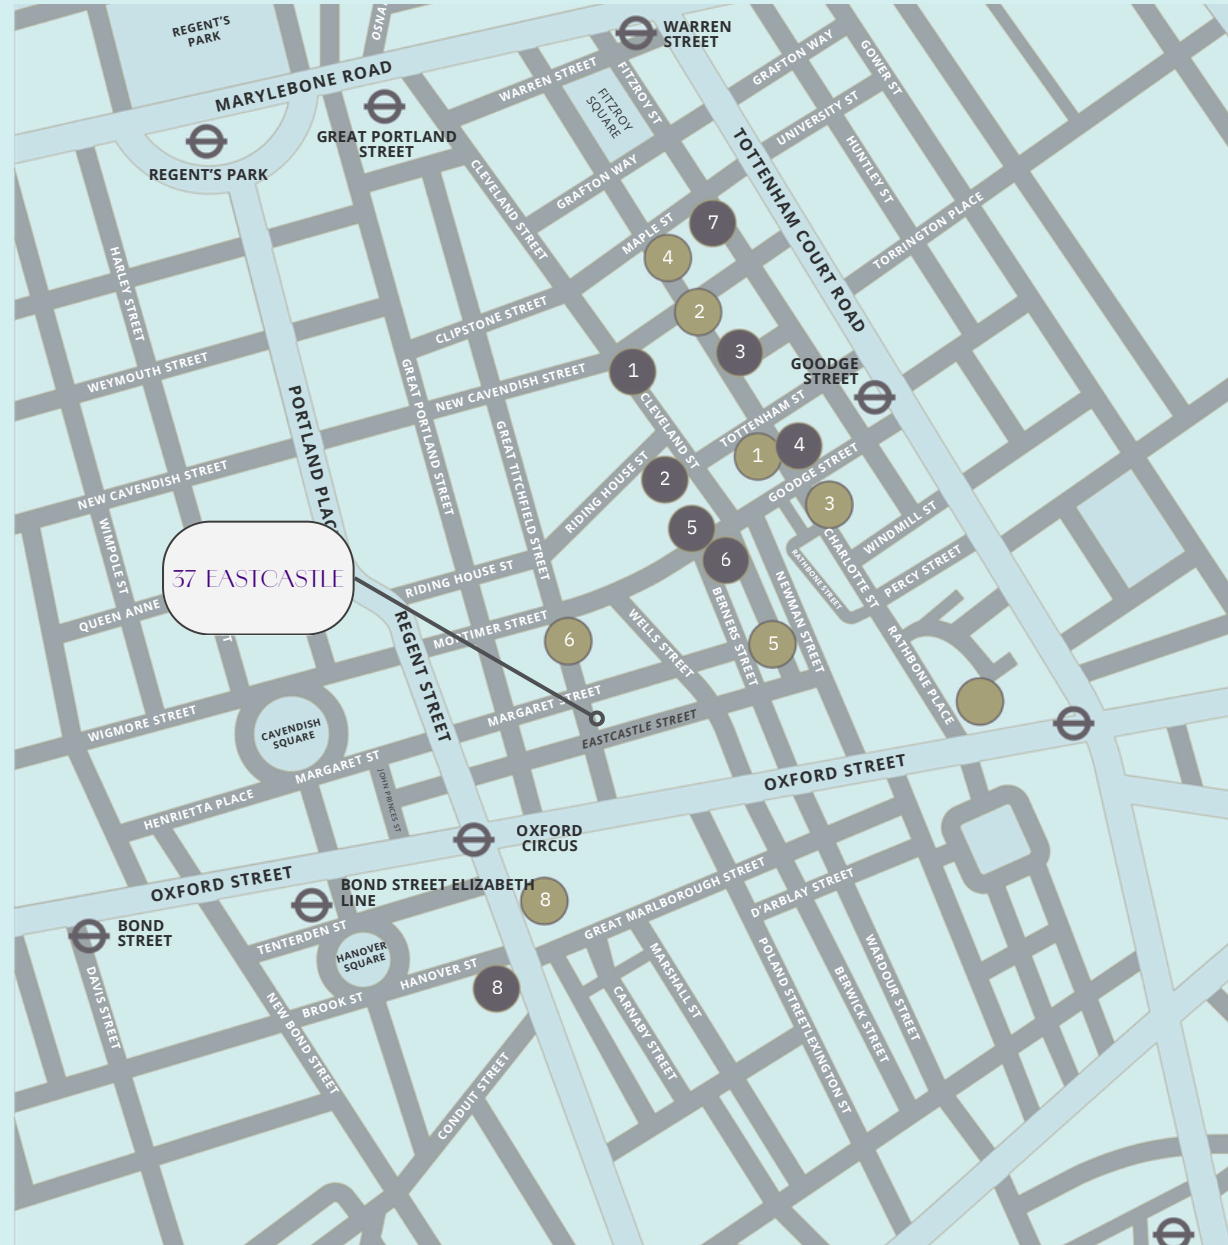 REGENT'S
PARK
OSNA
WARREN
STREET
GRAFTON WAY
GOWER ST
MARYLEBONE ROAD
WARREN STREET
FITZROY ST
FITZROY
SQUARE
UNIVERSITY ST
GREAT PORTLAND
STREET
REGENT'S PARK
TOTTENHAM COURT ROAD
HUNTLEY ST
CLEVELAND STREET
GRAFTON WAY
TORRINGTON PLACE
MAPLE ST
7
4
HARLEY STREET
CLIPSTONE STREET
2
3
WEYMOUTH STREET
GREAT PORTLAND STREET
NEW CAVENDISH STREET
1
GOODGE
STREET
PORTLAND PLAC
CLEVELAND ST
TOTTENHAM ST
GREAT TITCHFIELD STREET
RIDING HOUSE ST
1
4
GOODGE STREET
NEW CAVENDISH STREET
2
3
WIMPOLE ST
5
WINDMILL ST
CHARLOTTE ST
RATHBONE STREET
6
PERCY STREET
37 EASTCASTLE
RIDING HOUSE ST
NEWMAN STREET
BERNERS STREET
QUEEN ANNE
T
MORTIMER STREET
6
WELLS STREET
5
RATHBONE PLACE
REGENT STREET
WIGMORE STREET
CAVENDISH
SQUARE
MARGARET STREET
EASTCASTLE STREET
MARGARET ST
JOHN PRINCES ST
HENRIETTA PLACE
OXFORD STREET
OXFORD
CIRCUS
OXFORD STREET
BOND STREET ELIZABETH
LINE
8
GREAT MARLBOROUGH STREET
D'ARBLAY STREET
BOND
STREET
TENTERDEN ST
HANOVER
SQUARE
HANOVER ST
8
DAVIS STREET
BROOK ST
NEW BOND STREET
CARNABY STREET
MARSHALL ST
POLAND STREET
LEXINGTON ST
BERWICK STREET
WARDOUR STREET
CONDUIT STREET